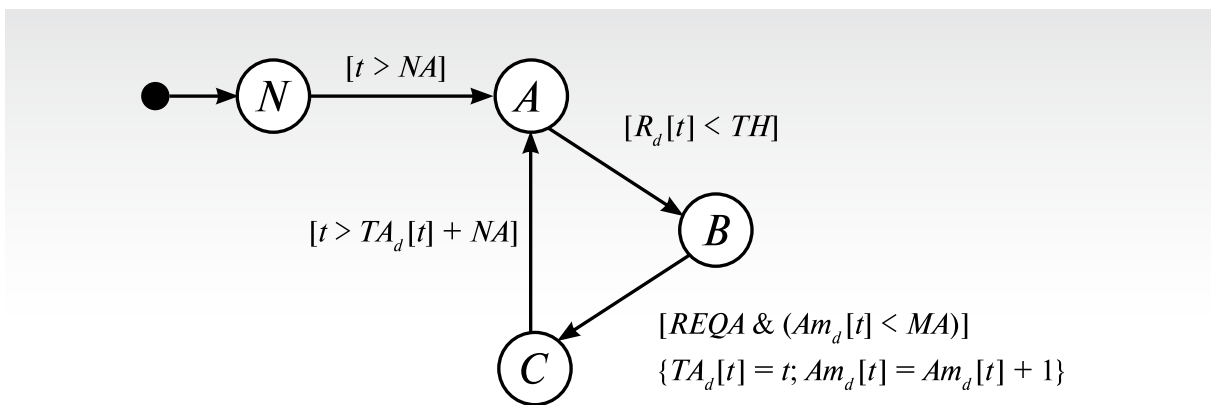 N
[t > NA]
A
[R_d[t] < TH]
[t > TA_d[t] + NA]
B
C
[REQA & (Am_d[t] < MA)]
{TA_d[t] = t; Am_d[t] = Am_d[t] + 1}